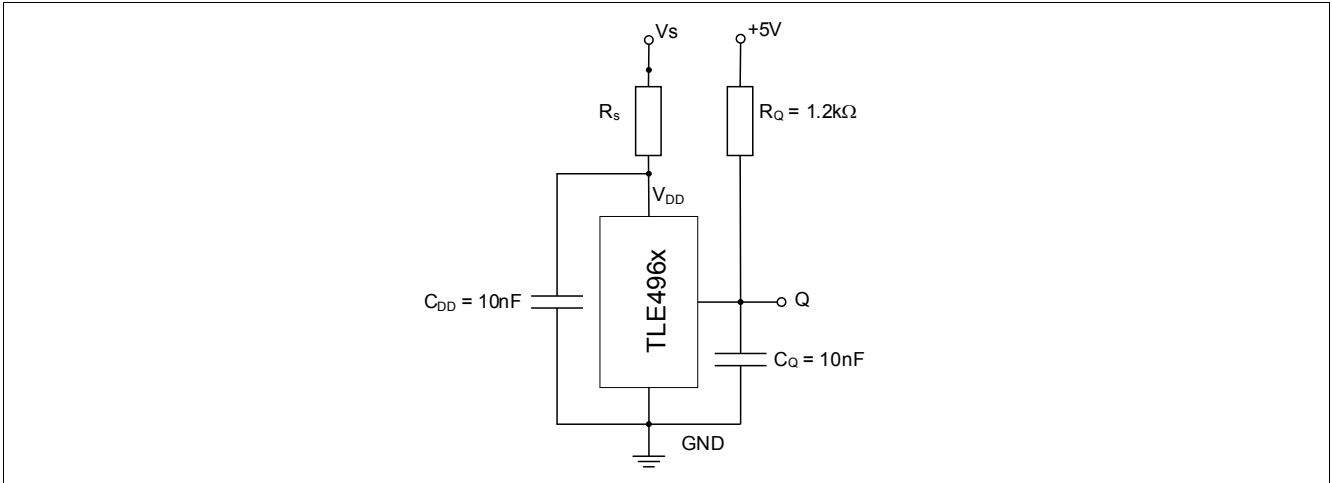 Vs
+5V
Rs
RQ = 1.2kΩ
VDD
TLE496x
CDD = 10nF
Q
CQ = 10nF
GND